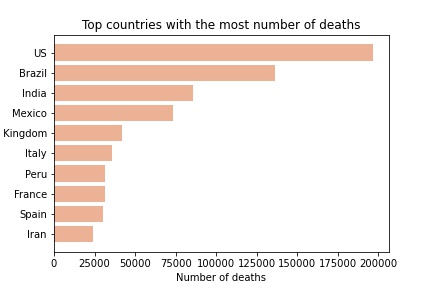 Top countries with the most number of deaths
US
Brazil
India
Mexico
Kingdom
Italy
Peru
France
Spain
Iran
0 25000 50000 75000 100000 125000 150000 175000 200000
Number of deaths